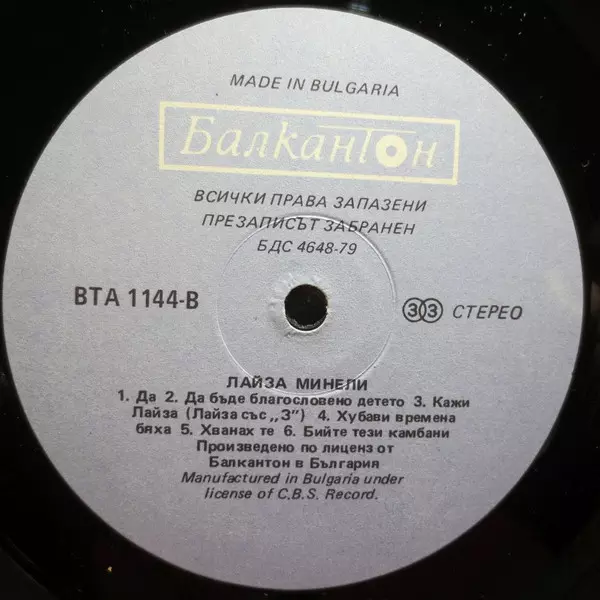 MADE IN BULGARIA
Балкантон
ВСИЧКИ ПРАВА ЗАПАЗЕНИ
ПРЕЗАПИСЪТ ЗАБРАНЕН
БДС 4648-79
ВТА 1144-В
33 СТЕРЕО
ЛАЙЗА МИНЕЛИ
1. Да 2. Да бъде благословено детето 3. Кажи
Лайза (Лайза със „З”) 4. Хубави времена
бяха 5. Хванах те 6. Бийте тези камбани
Произведено по лиценз от
Балкантон в България
Manufactured in Bulgaria under
license of C.B.S. Record.